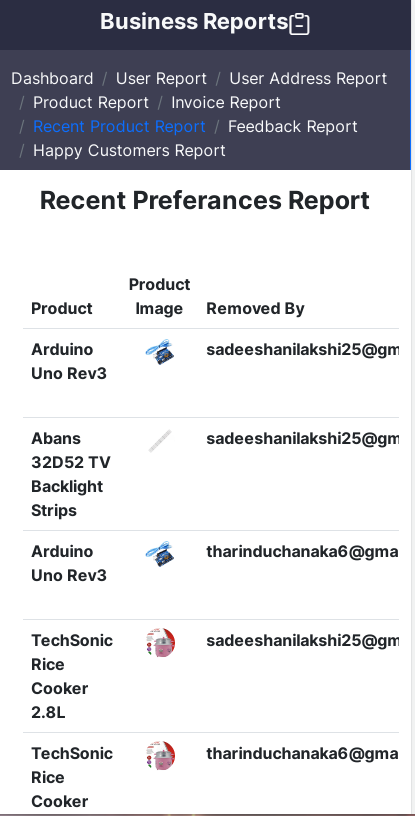 Business Reports
Dashboard / User Report / User Address Report
/ Product Report / Invoice Report
/ Recent Product Report / Feedback Report
/ Happy Customers Report
Recent Preferances Report
Product
Product Image
Removed By
Arduino
Uno Rev3
sadeeshanilakshi25@gm
Abans
32D52 TV
Backlight
Strips
sadeeshanilakshi25@gm
Arduino
Uno Rev3
tharinduchanaka6@gma
TechSonic
Rice
Cooker
2.8L
sadeeshanilakshi25@gm
TechSonic
Rice
Cooker
tharinduchanaka6@gma